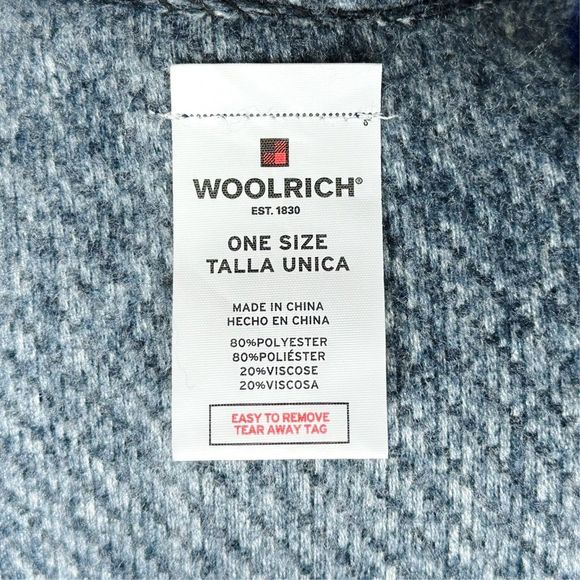 WOOLRICH®
EST. 1830
ONE SIZE
TALLA UNICA
MADE IN CHINA
HECHO EN CHINA
80%POLYESTER
80%POLIÉSTER
20%VISCOSE
20%VISCOSA
EASY TO REMOVE
TEAR AWAY TAG